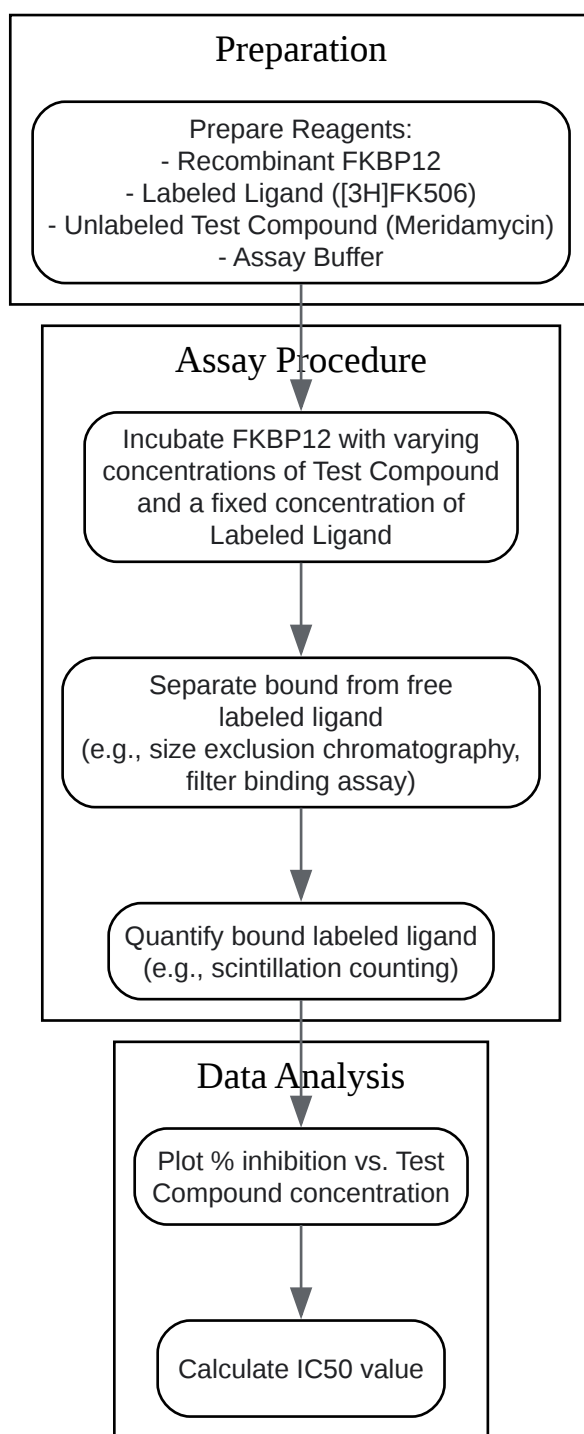 Preparation
Prepare Reagents:
- Recombinant FKBP12
- Labeled Ligand ([3H]FK506)
- Unlabeled Test Compound (Meridamycin)
- Assay Buffer
Assay Procedure
Incubate FKBP12 with varying
concentrations of Test Compound
and a fixed concentration of
Labeled Ligand
Separate bound from free
labeled ligand
(e.g., size exclusion chromatography,
filter binding assay)
Quantify bound labeled ligand
(e.g., scintillation counting)
Data Analysis
Plot % inhibition vs. Test
Compound concentration
Calculate IC50 value